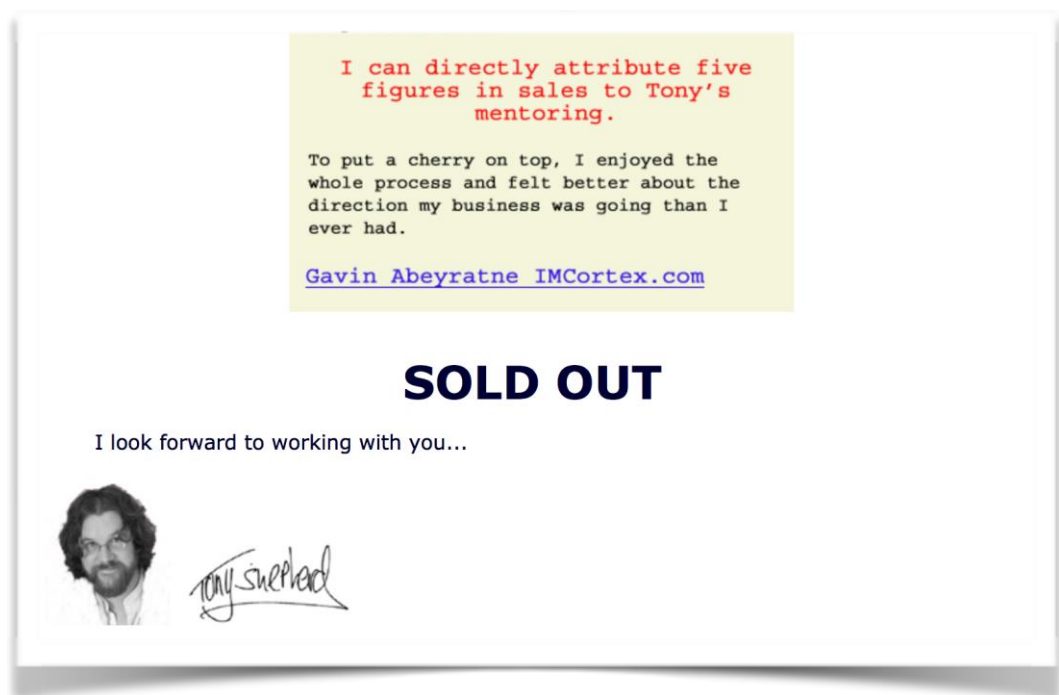 I can directly attribute five
figures in sales to Tony's
mentoring.
To put a cherry on top, I enjoyed the
whole process and felt better about the
direction my business was going than I
ever had.
Gavin Abeyratne IMCortex.com
SOLD OUT
I look forward to working with you...
Tony Shepherd